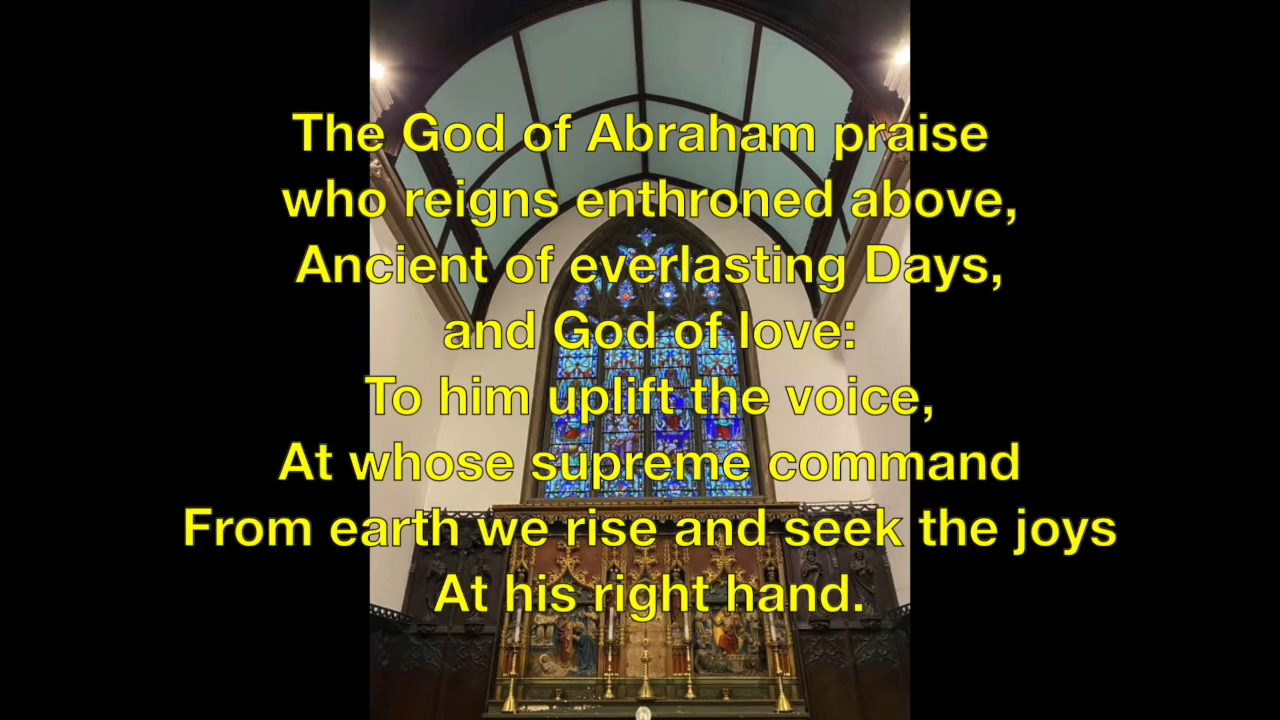 The God of Abraham praise
who reigns enthroned above,
Ancient of everlasting Days,
and God of love:
To him uplift the voice,
At whose supreme command
From earth we rise and seek the joys
At his right hand.